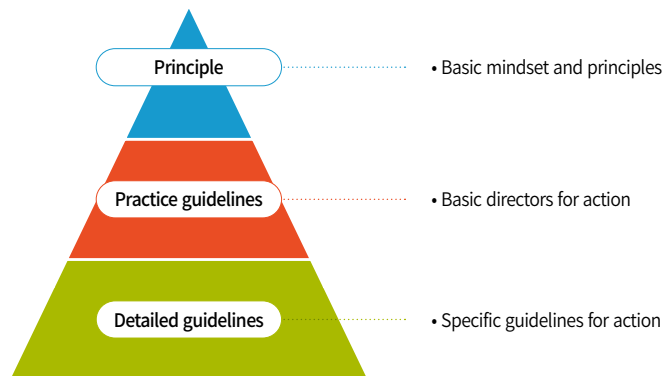 Principle
• Basic mindset and principles
Practice guidelines
• Basic directors for action
Detailed guidelines
• Specific guidelines for action